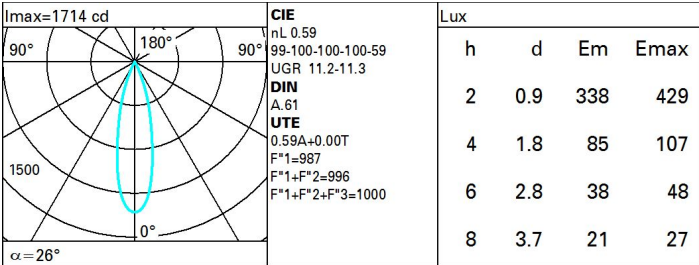 Imax=1714 cd
90° 180° 90°
1500
0°
α=26°
CIE
nL 0.59
99-100-100-100-59
UGR 11.2-11.3
DIN
A.61
UTE
0.59A+0.00T
F"1=987
F"1+F"2=996
F"1+F"2+F"3=1000
Lux
h d Em Emax
2 0.9 338 429
4 1.8 85 107
6 2.8 38 48
8 3.7 21 27